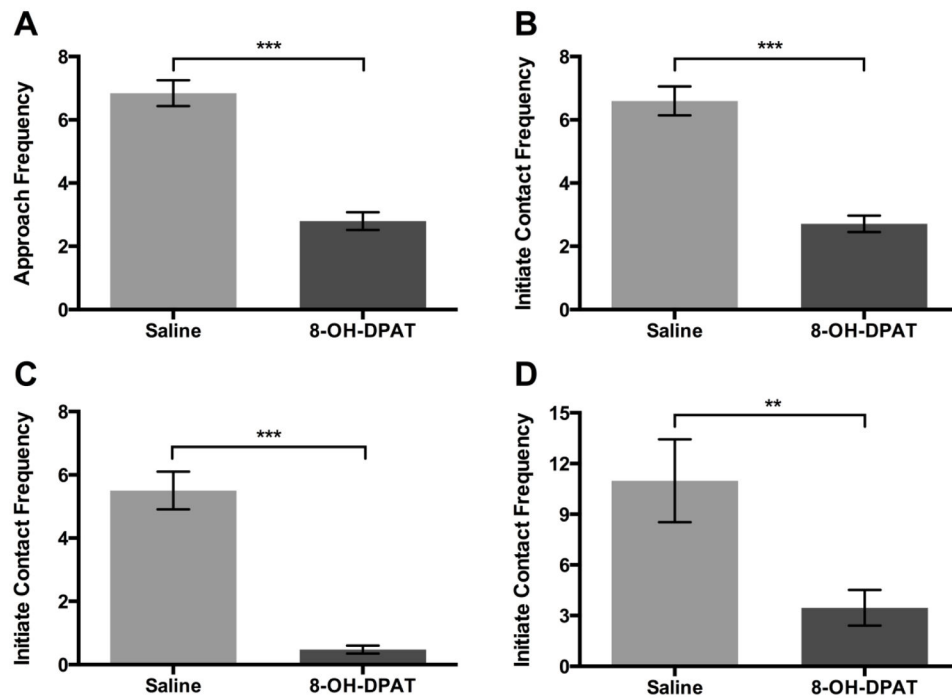 A
Approach Frequency
8
6
4
2
0
***
Saline
8-OH-DPAT
B
Initiate Contact Frequency
8
6
4
2
0
***
Saline
8-OH-DPAT
C
Initiate Contact Frequency
8
6
4
2
0
***
Saline
8-OH-DPAT
D
Initiate Contact Frequency
15
12
9
6
3
0
**
Saline
8-OH-DPAT